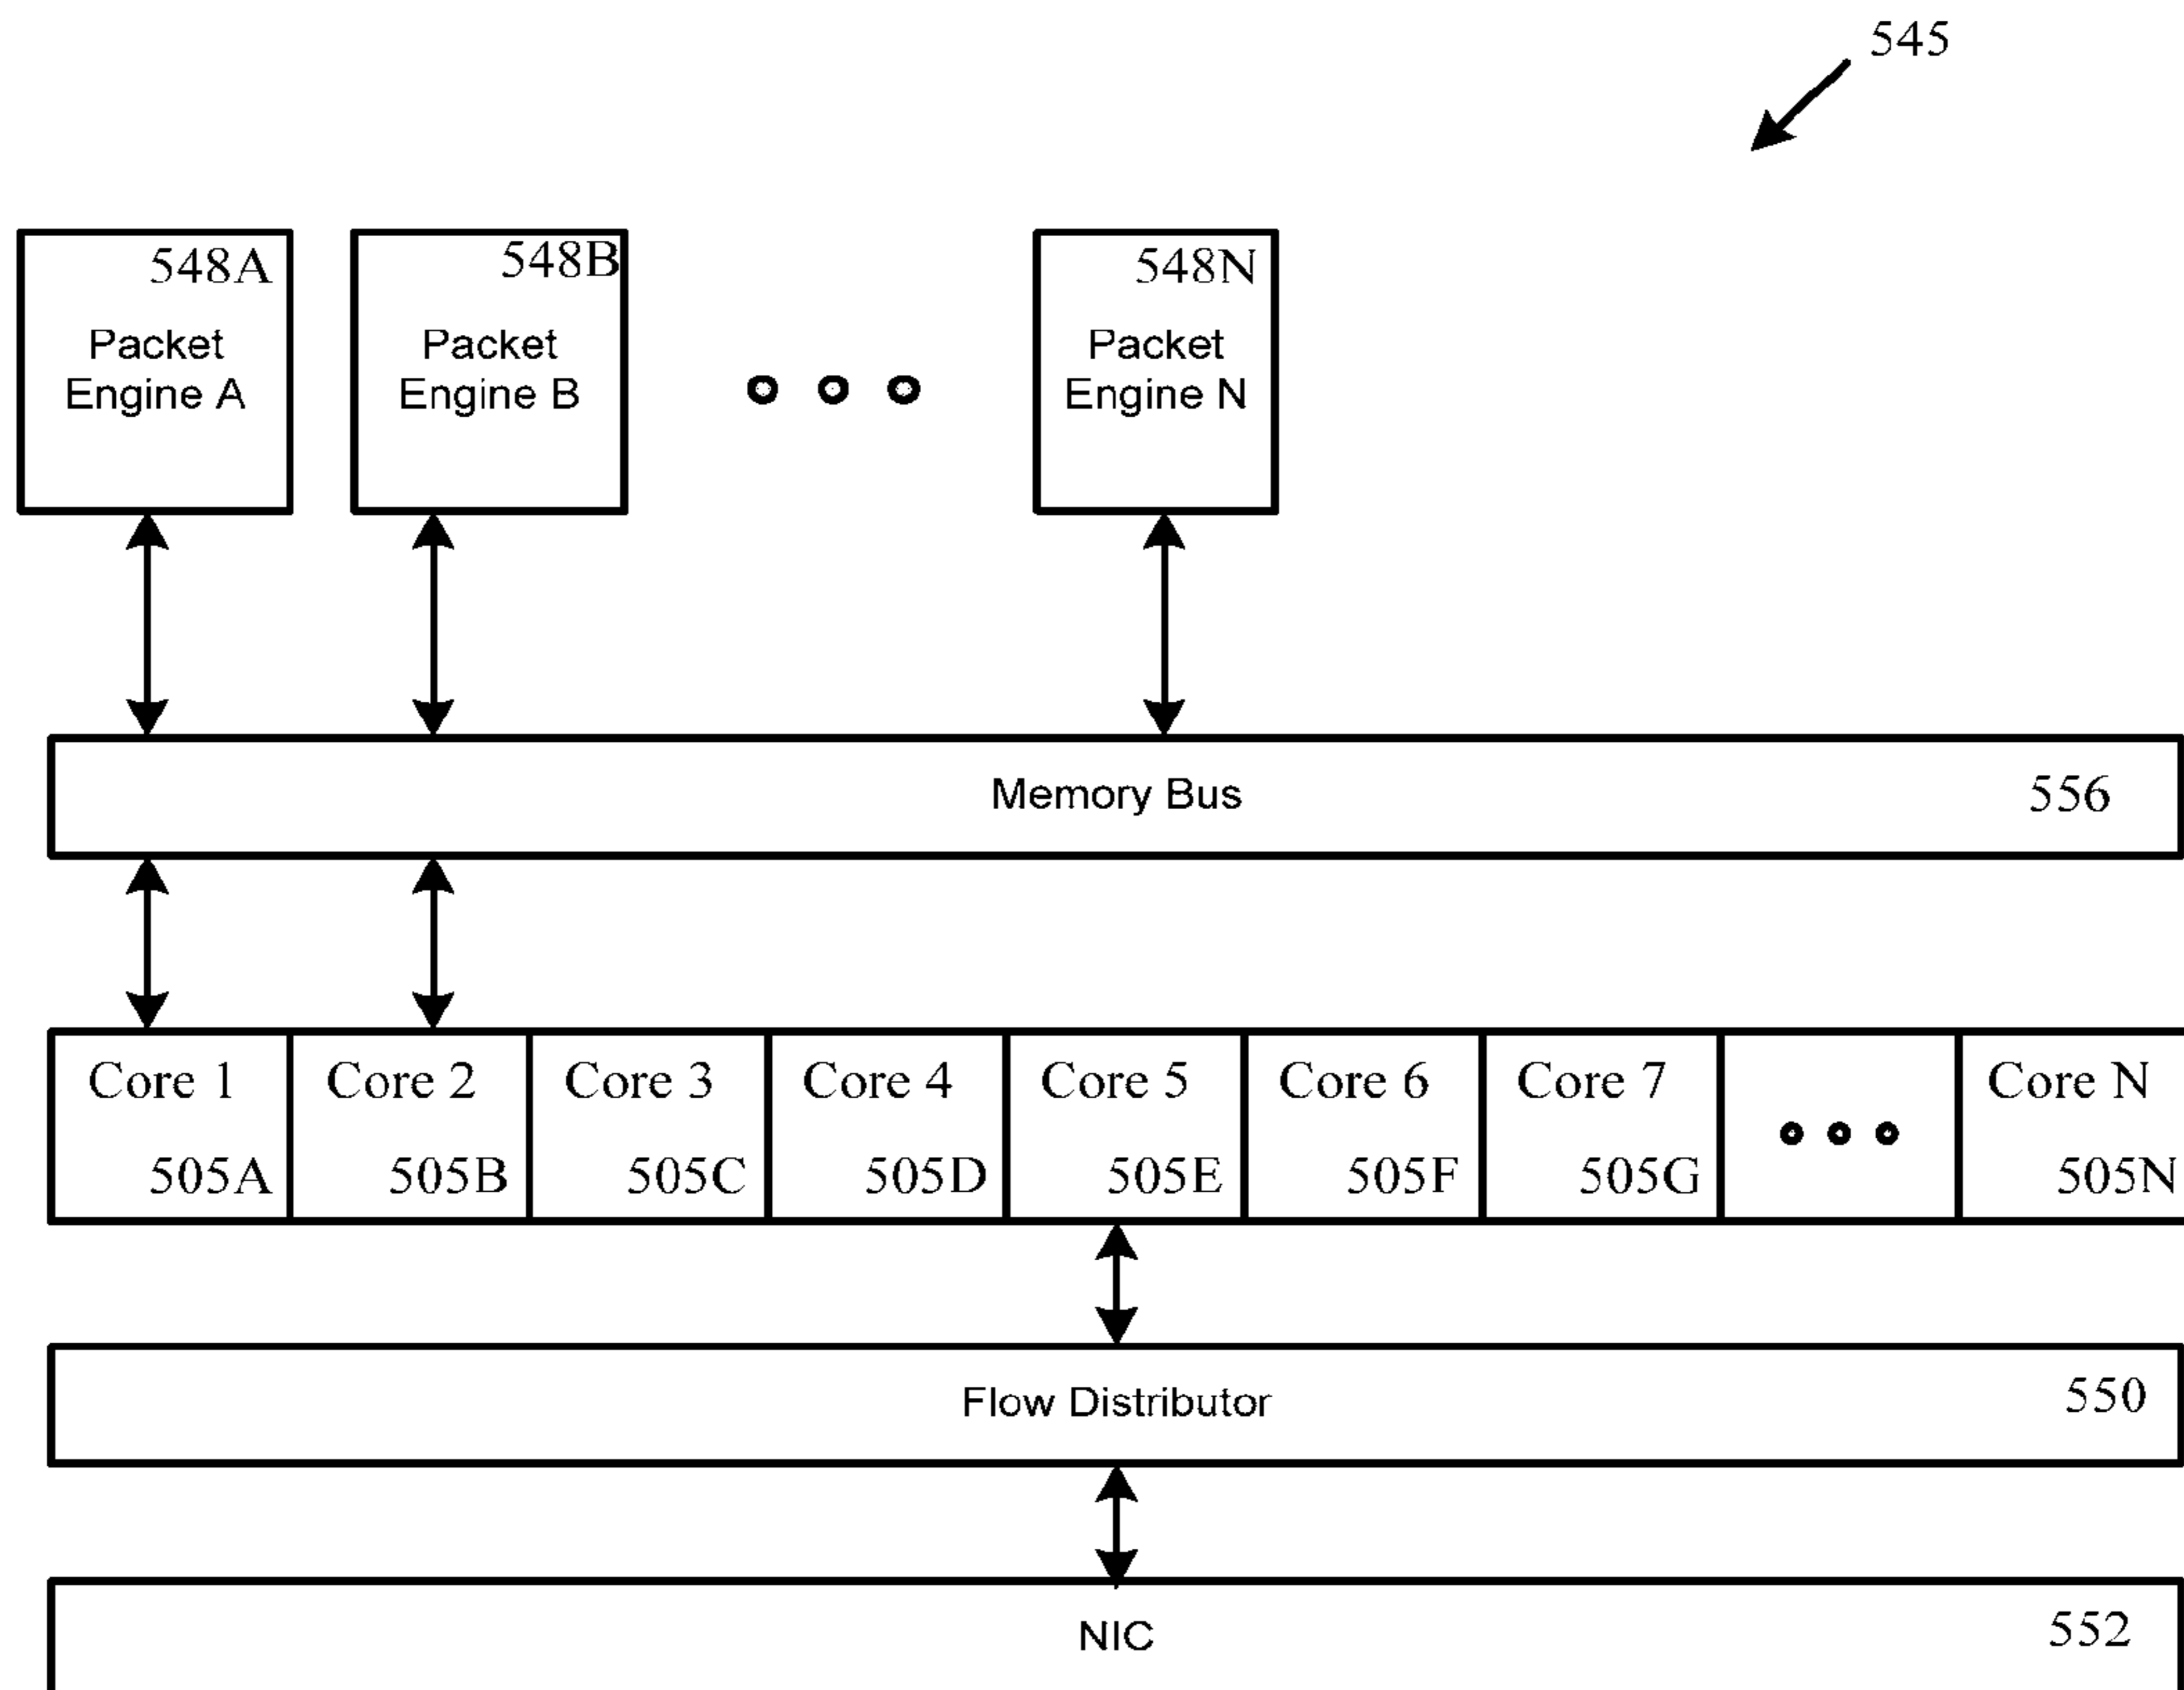 545
548A
Packet
Engine A
548B
Packet
Engine B
548N
Packet
Engine N
Memory Bus
556
Core 1
505A
Core 2
505B
Core 3
505C
Core 4
505D
Core 5
505E
Core 6
505F
Core 7
505G
Core N
505N
Flow Distributor
550
NIC
552